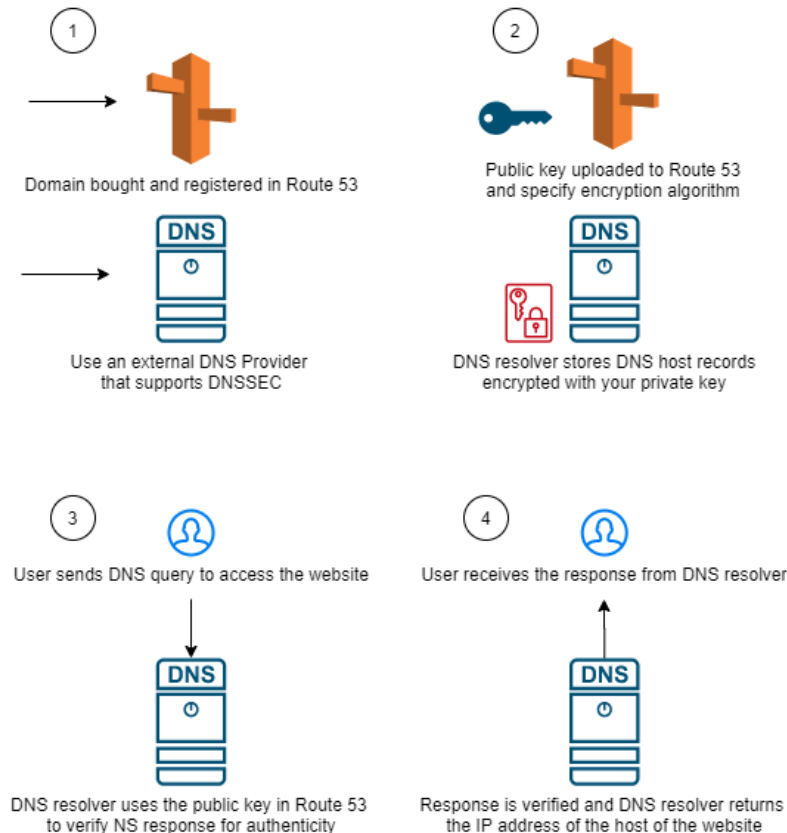 1
Domain bought and registered in Route 53
DNS
Use an external DNS Provider
that supports DNSSEC
2
Public key uploaded to Route 53
and specify encryption algorithm
DNS
DNS resolver stores DNS host records
encrypted with your private key
3
User sends DNS query to access the website
DNS
DNS resolver uses the public key in Route 53
to verify NS response for authenticity
4
User receives the response from DNS resolver
DNS
Response is verified and DNS resolver returns
the IP address of the host of the website